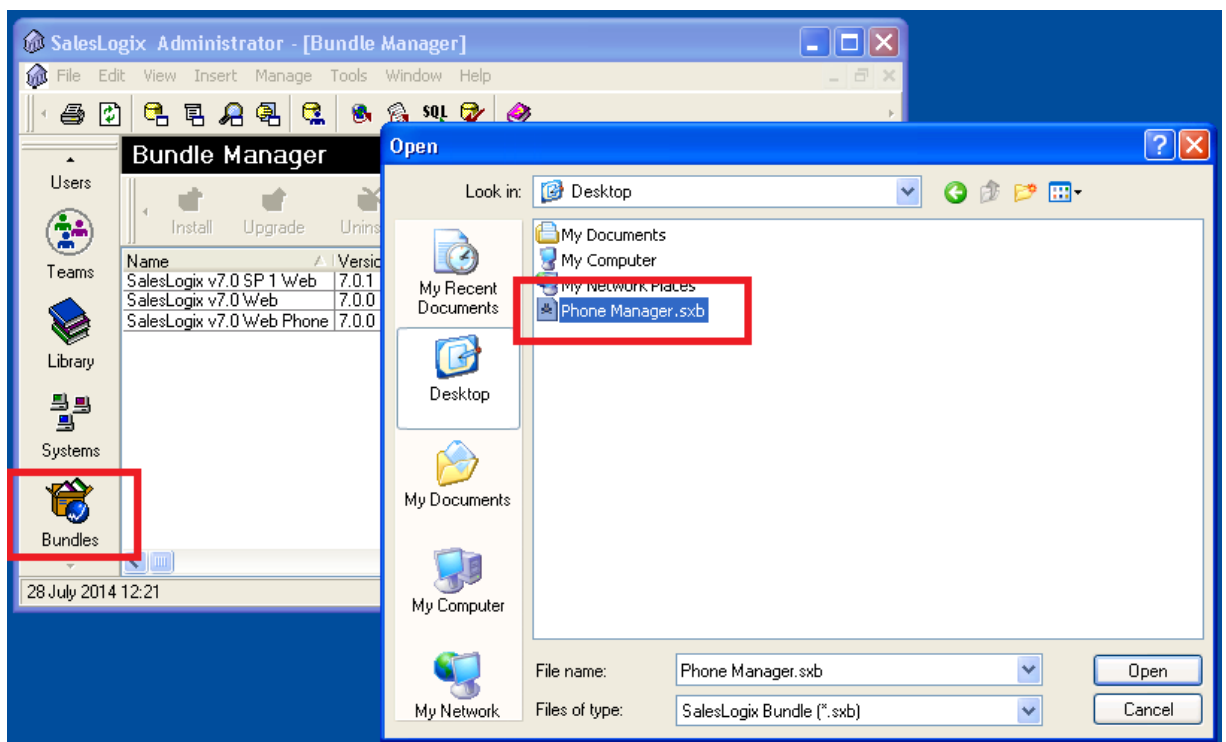 SalesLogix Administrator - [Bundle Manager]
File Edit View Insert Manage Tools Window Help
SQL
Bundle Manager
Users
Install Upgrade Unins
Teams
Name Versio
SalesLogix v7.0 SP 1 Web 7.0.1
SalesLogix v7.0 Web 7.0.0
SalesLogix v7.0 Web Phone 7.0.0
Library
Systems
Bundles
28 July 2014 12:21
Open
Look in: Desktop
My Recent
Documents
Desktop
My Documents
My Computer
My Network
My Documents
My Computer
My Network Places
Phone Manager.sxb
File name: Phone Manager.sxb Open
Files of type: SalesLogix Bundle (*.sxb) Cancel